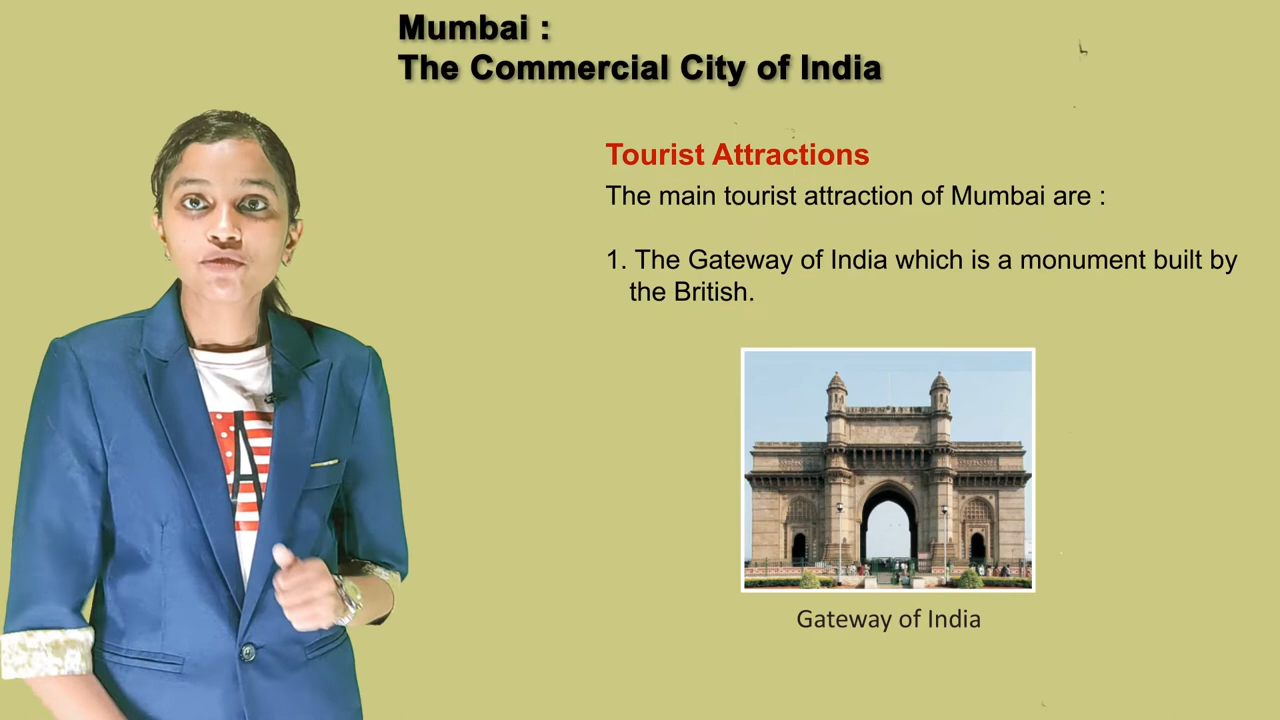 Mumbai :
The Commercial City of India
Tourist Attractions
The main tourist attraction of Mumbai are :
1. The Gateway of India which is a monument built by
the British.
A
Gateway of India